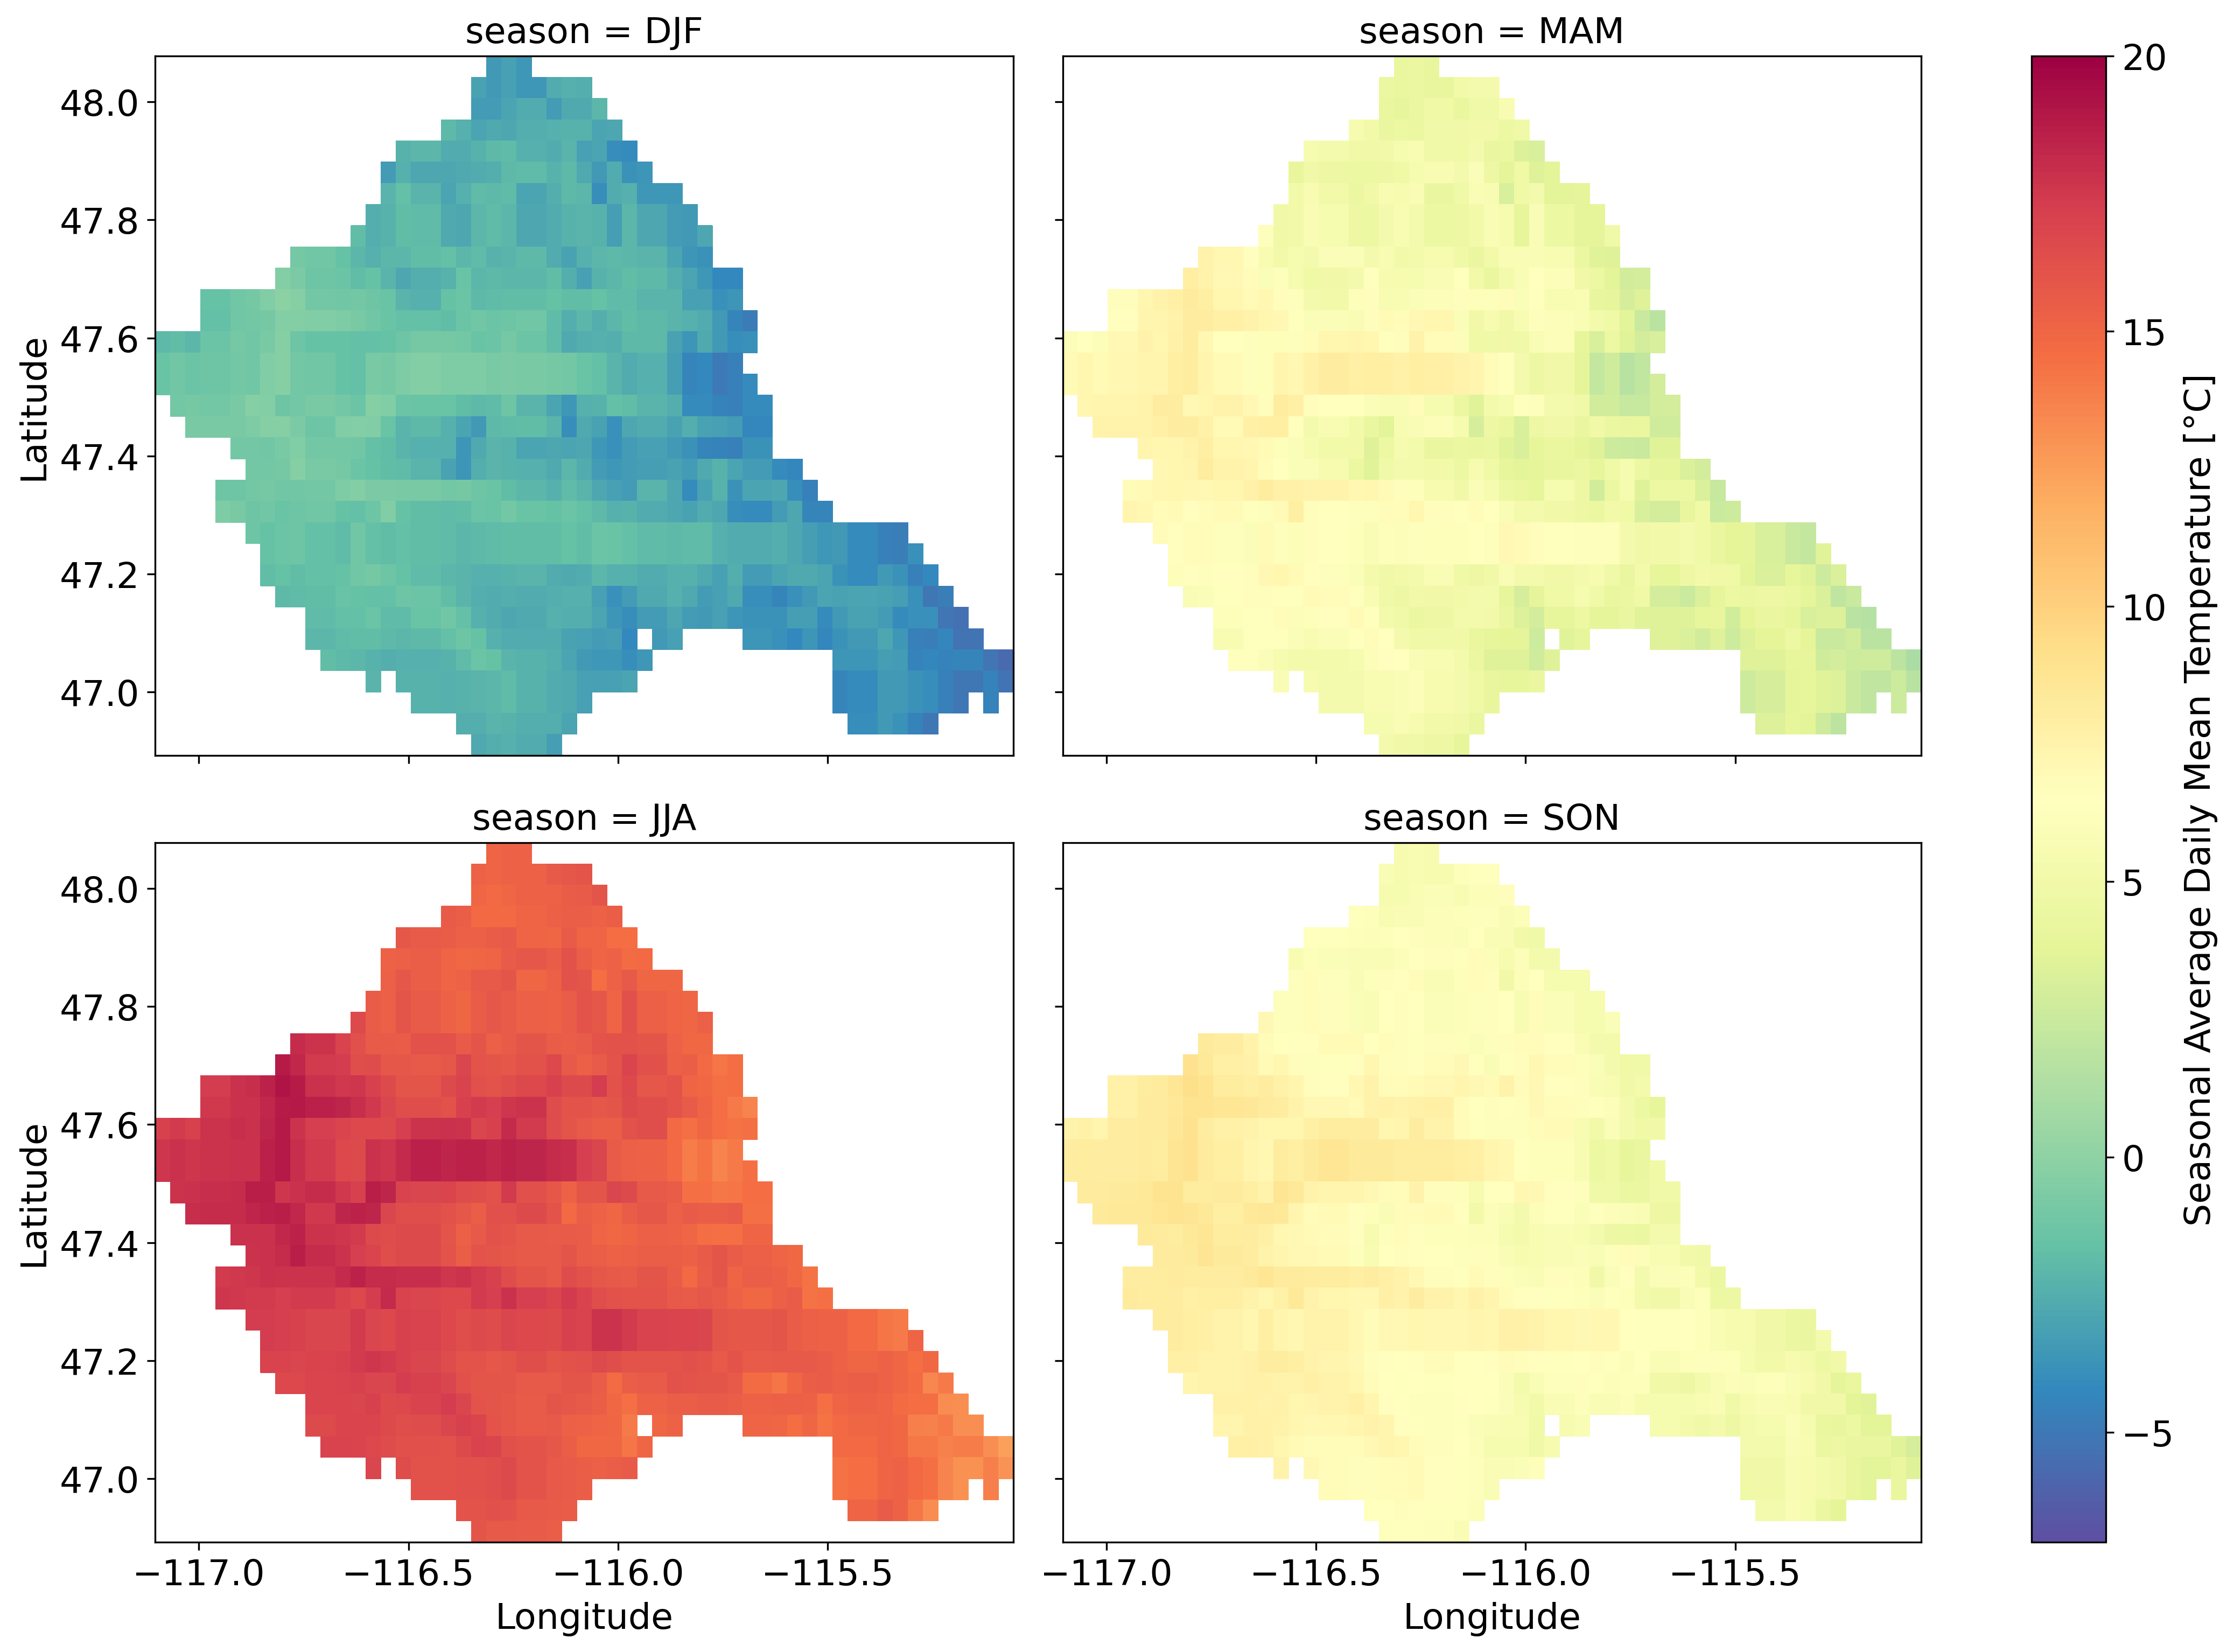 season = DJF
season = MAM
48.0
47.8
47.6
47.4
47.2
47.0
Latitude
season = JJA
season = SON
48.0
47.8
47.6
47.4
47.2
47.0
Latitude
−117.0
−116.5
−116.0
−115.5
−117.0
−116.5
−116.0
−115.5
Longitude
Longitude
20
15
10
5
0
−5
Seasonal Average Daily Mean Temperature [°C]